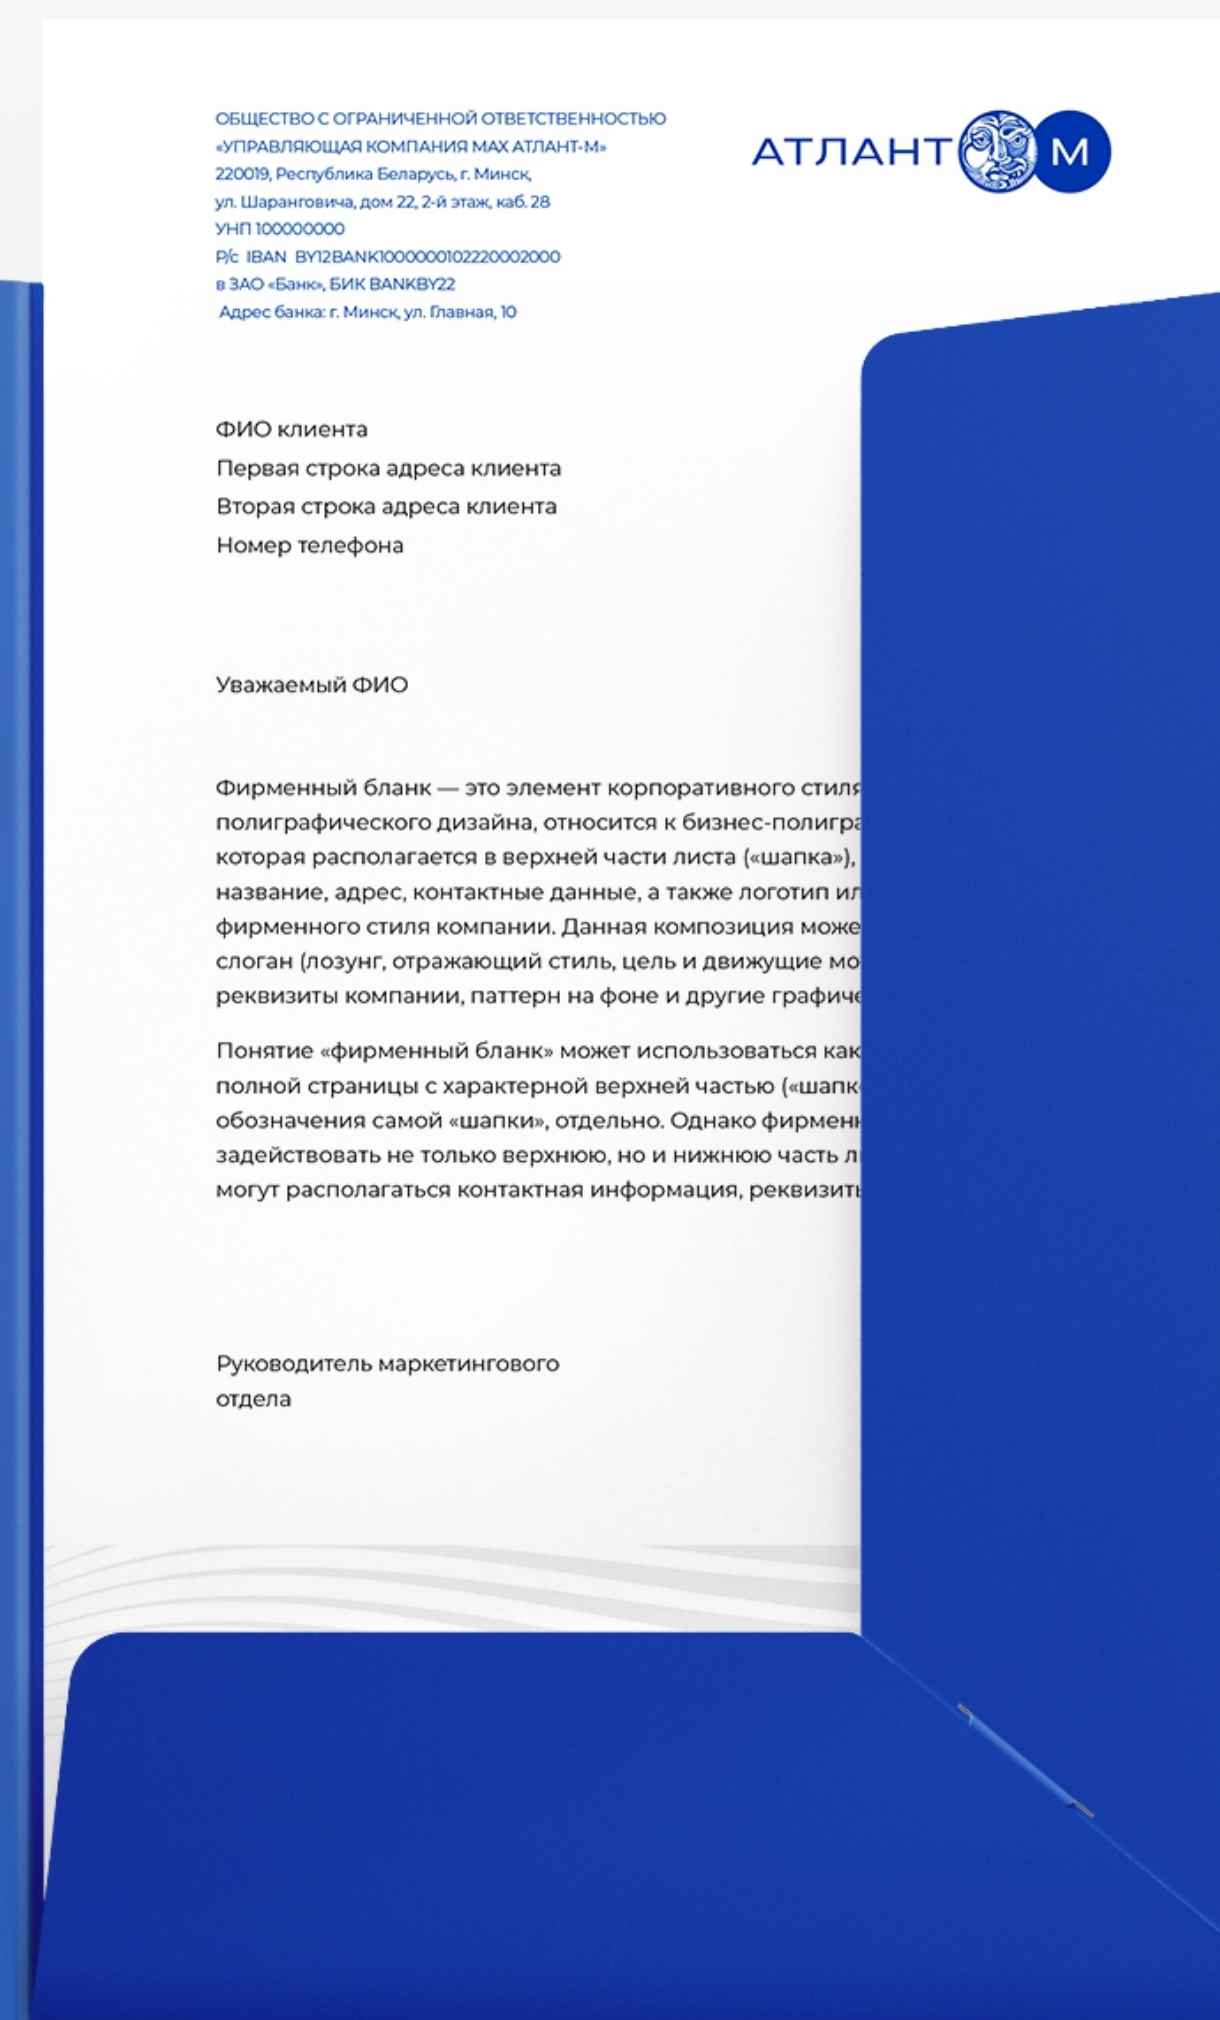 ОБЩЕСТВО С ОГРАНИЧЕННОЙ ОТВЕТСТВЕННОСТЬЮ
«УПРАВЛЯЮЩАЯ КОМПАНИЯ МАХ АТЛАНТ-М»
220019, Республика Беларусь, г. Минск,
ул. Шаранговича, дом 22, 2-й этаж, каб. 28
УНП 100000000
Р/с IBAN BY12BANK1000000102220002000
в ЗАО «Банк», БИК BANKBY22
Адрес банка: г. Минск, ул. Главная, 10
АТЛАНТ М
ФИО клиента
Первая строка адреса клиента
Вторая строка адреса клиента
Номер телефона
Уважаемый ФИО
Фирменный бланк — это элемент корпоративного стиля
полиграфического дизайна, относится к бизнес-полигра
которая располагается в верхней части листа («шапка»),
название, адрес, контактные данные, а также логотип ил
фирменного стиля компании. Данная композиция може
слоган (лозунг, отражающий стиль, цель и движущие мо
реквизиты компании, паттерн на фоне и другие графиче
Понятие «фирменный бланк» может использоваться как
полной страницы с характерной верхней частью («шапк
обозначения самой «шапки», отдельно. Однако фирмен
задействовать не только верхнюю, но и нижнюю часть л
могут располагаться контактная информация, реквизиты
Руководитель маркетингового
отдела